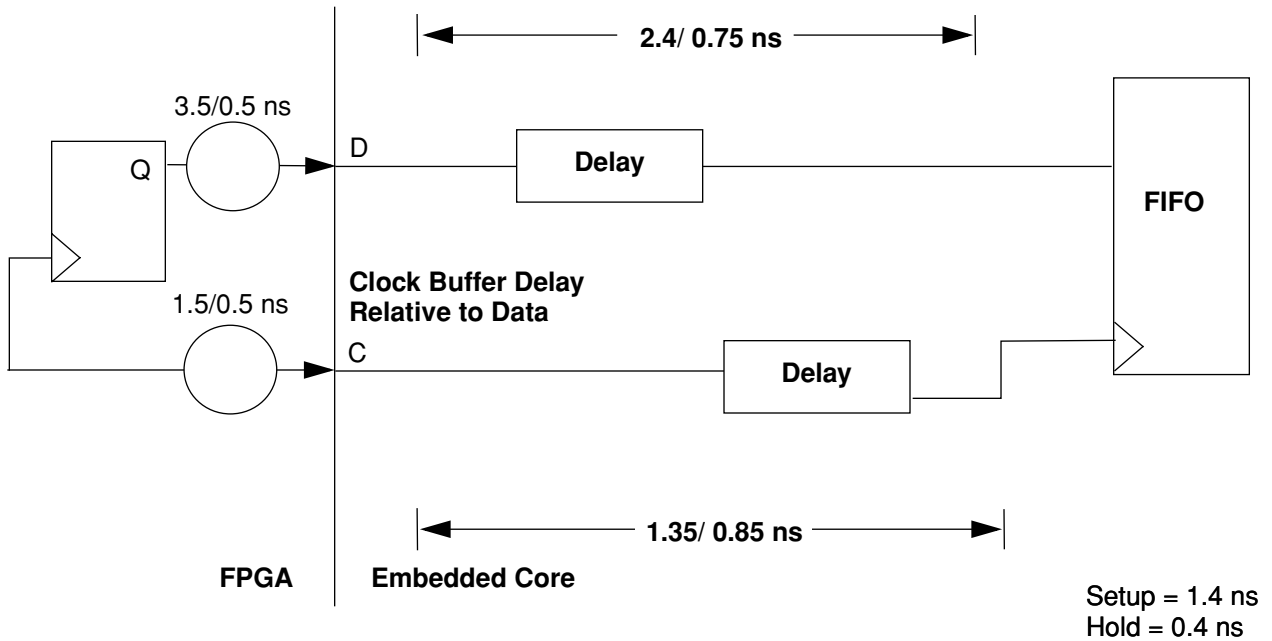 2.4/ 0.75 ns
3.5/0.5 ns
Q
D
Delay
FIFO
Clock Buffer Delay
Relative to Data
1.5/0.5 ns
C
Delay
1.35/ 0.85 ns
FPGA
Embedded Core
Setup = 1.4 ns
Hold = 0.4 ns